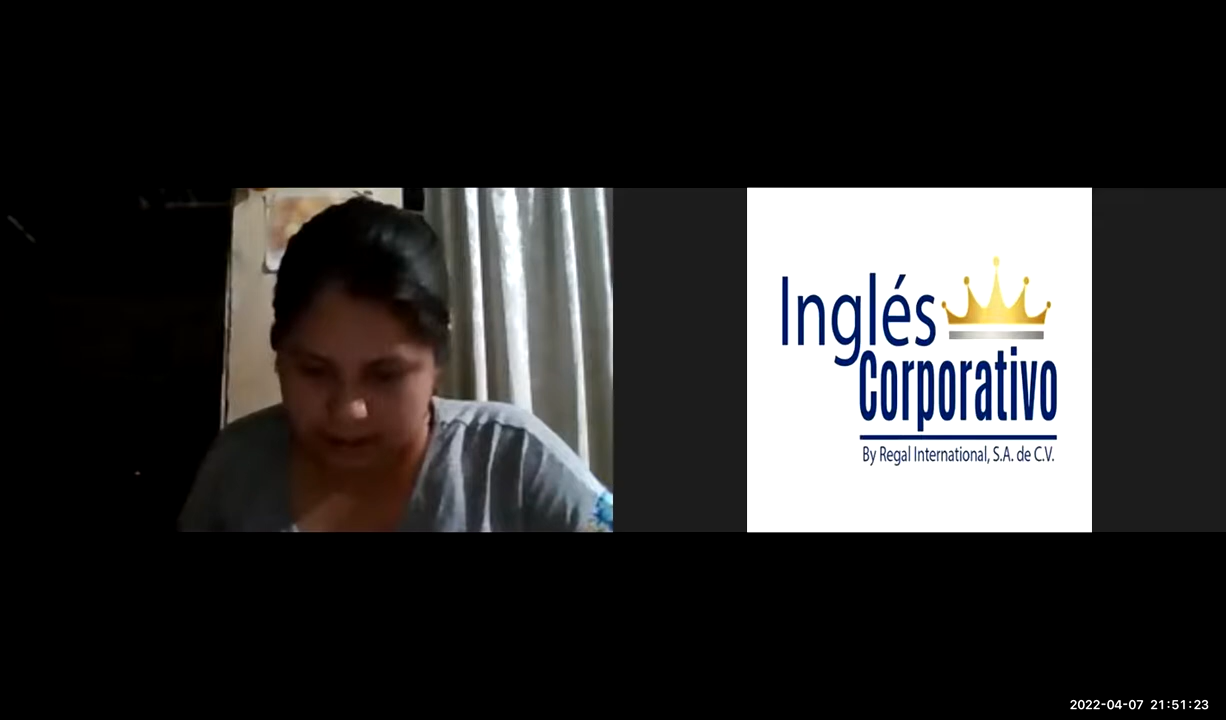 Inglés
Corporativo
By Regal International, S.A. de C.V.
2022-04-07 21:51:23